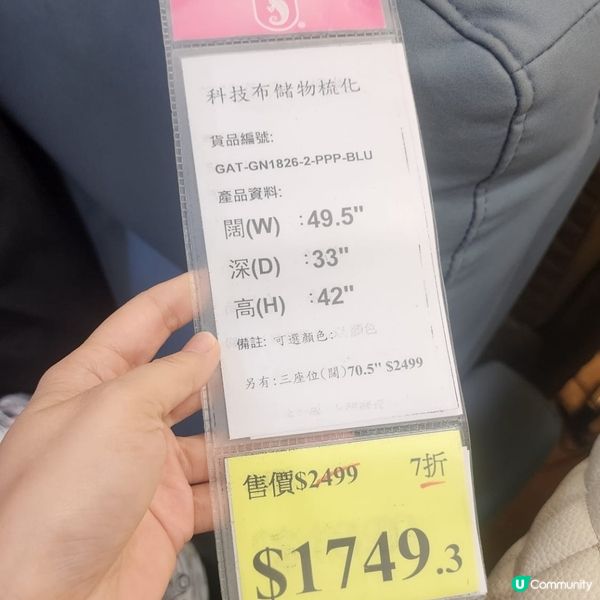 科技布儲物梳化
貨品編號:
GAT-GN1826-2-PPP-BLU
產品資料:
闊(W) :49.5"
深(D) :33"
高(H) :42"
備註: 可選顏色:
另有:三座位(闊)70.5" $2499
售價$2499 7折
$1749.3
U Community